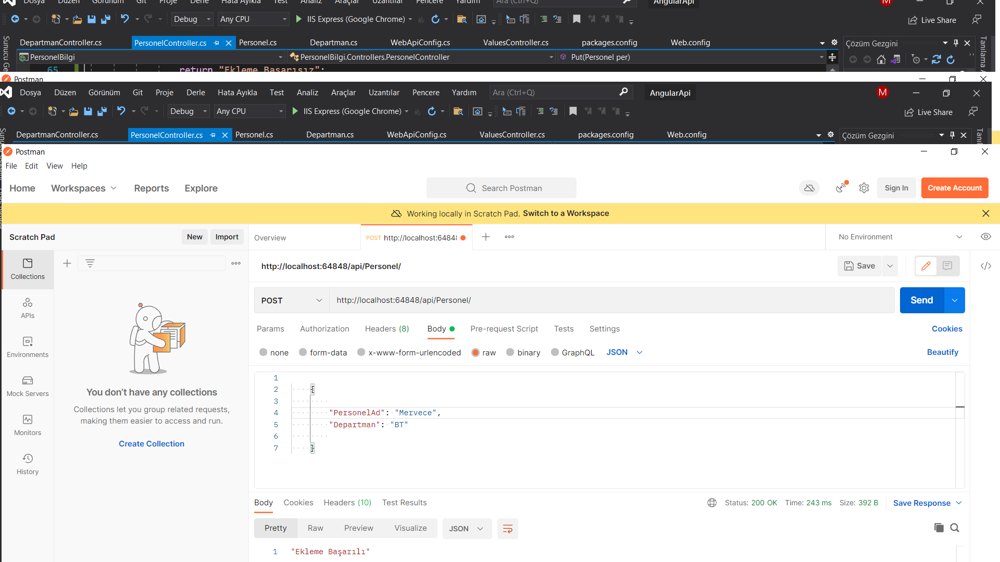 Dosya Düzen Görünüm Git Proje Derle Hata Ayıkla Test Analiz Araçlar Uzantılar Pencere Yardım Ara (Ctrl+Q) AngularApi M
Debug Any CPU IIS Express (Google Chrome) Live Share
DepartmanController.cs PersonelController.cs Personel.cs Departman.cs WebApiConfig.cs ValuesController.cs packages.config Web.config Çözüm Gezgini
PersonelBilgi PersonelBilgi.Controllers.PersonelController Put(Personel per)
65 return "Ekleme Başarısız";
Postman
Dosya Düzen Görünüm Git Proje Derle Hata Ayıkla Test Analiz Araçlar Uzantılar Pencere Yardım Ara (Ctrl+Q) AngularApi M
Debug Any CPU IIS Express (Google Chrome) Live Share
DepartmanController.cs PersonelController.cs Personel.cs Departman.cs WebApiConfig.cs ValuesController.cs packages.config Web.config Çözüm Gezgini
Postman
File Edit View Help
Home Workspaces Reports Explore Search Postman Sign In Create Account
Working locally in Scratch Pad. Switch to a Workspace
Scratch Pad New Import Overview POST http://localhost:6484 No Environment
Collections
APIs
Environments
Mock Servers
Monitors
History
You don't have any collections
Collections let you group related requests,
making them easier to access and run.
Create Collection
http://localhost:64848/api/Personel/ Save
POST http://localhost:64848/api/Personel/ Send
Params Authorization Headers (8) Body Pre-request Script Tests Settings Cookies
none form-data x-www-form-urlencoded raw binary GraphQL JSON Beautify
1
2 {
3
4 "PersonelAd": "Mervece",
5 "Departman": "BT"
6
7 }
Body Cookies Headers (10) Test Results Status: 200 OK Time: 243 ms Size: 392 B Save Response
Pretty Raw Preview Visualize JSON
1 "Ekleme Başarılı"